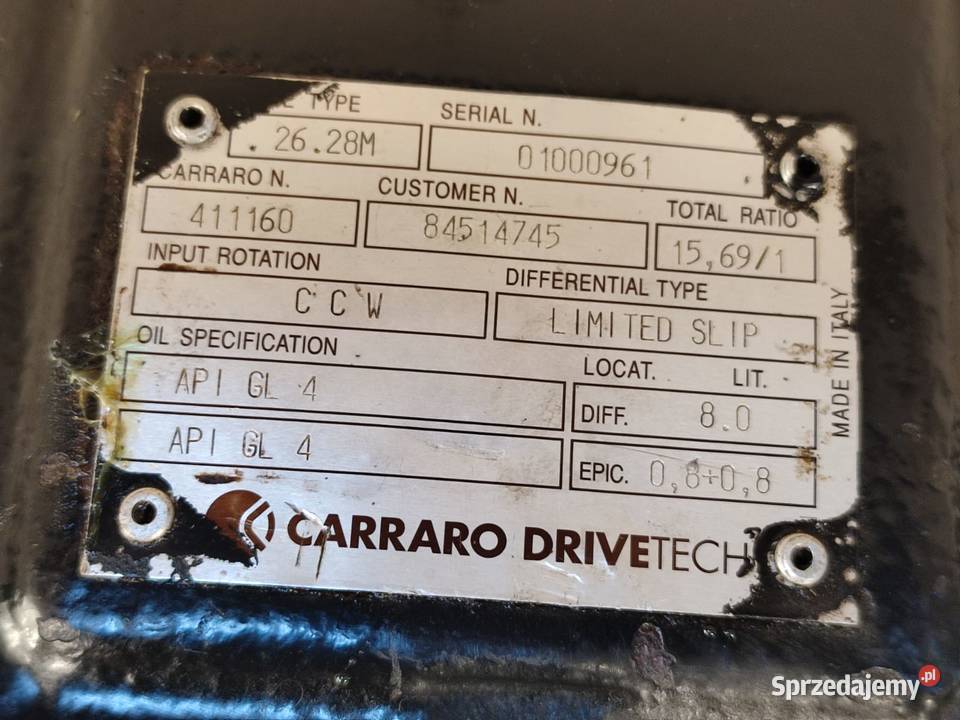 TYPE SERIAL N.
26.28M 01000961
CARRARO N. CUSTOMER N. TOTAL RATIO
411160 84514745 15,69/1
INPUT ROTATION DIFFERENTIAL TYPE
CCW LIMITED SLIP
OIL SPECIFICATION LOCAT. LIT.
API GL 4 DIFF. 8.0
API GL 4 EPIC. 0,8+0,8
MADE IN ITALY
CARRARO DRIVETECH
Sprzedajemy.pl